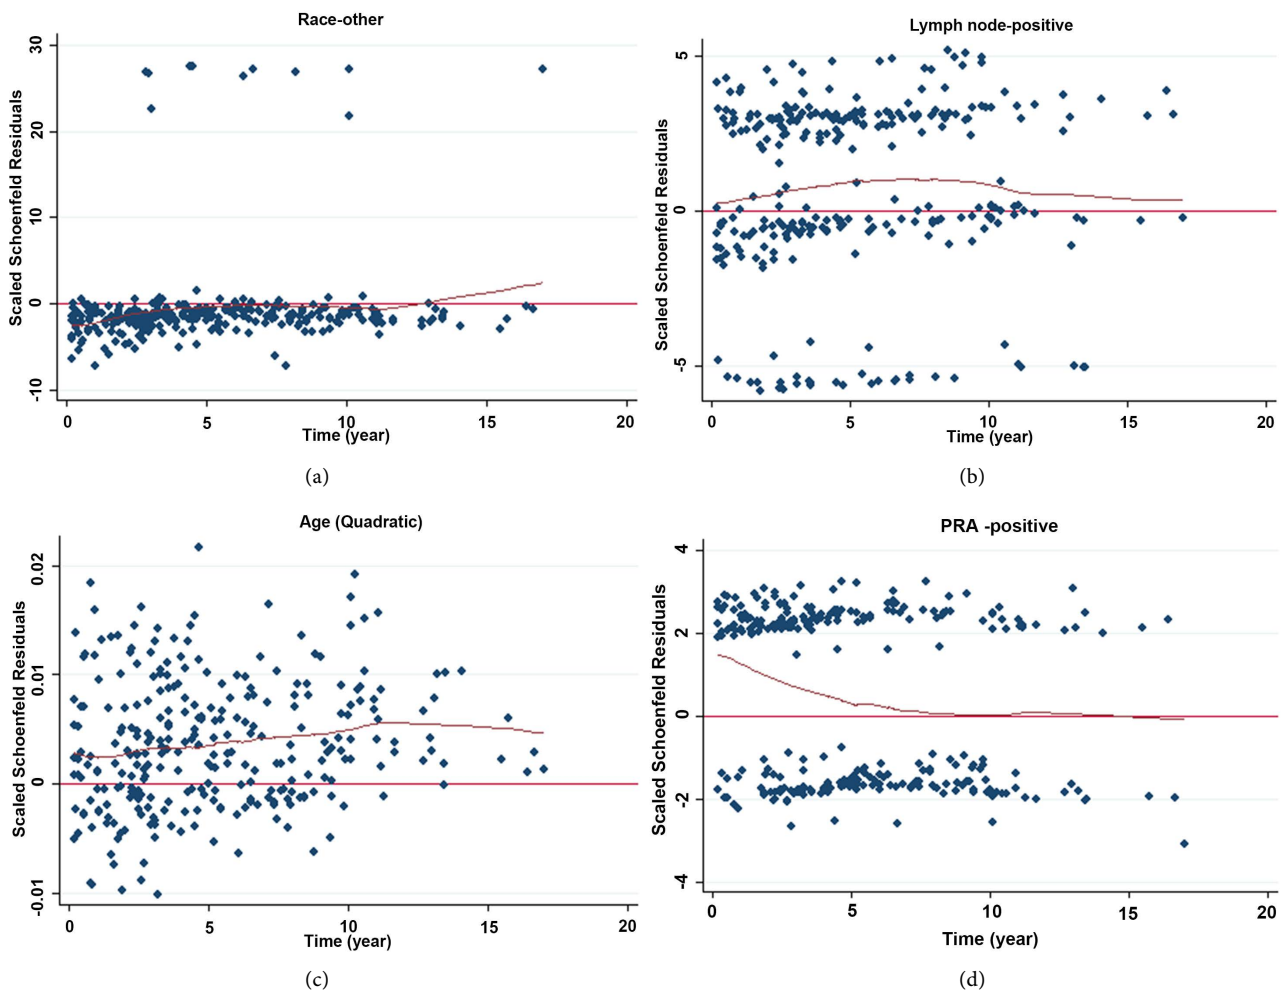 Race-other
Scaled Schoenfeld Residuals
30
20
10
0
-10
0 5 10 15 20
Time (year)
(a)
Lymph node-positive
Scaled Schoenfeld Residuals
5
0
-5
0 5 10 15 20
Time (year)
(b)
Age (Quadratic)
Scaled Schoenfeld Residuals
0.02
0.01
0
-0.01
0 5 10 15 20
Time (year)
(c)
PRA -positive
Scaled Schoenfeld Residuals
4
2
0
-2
-4
0 5 10 15 20
Time (year)
(d)